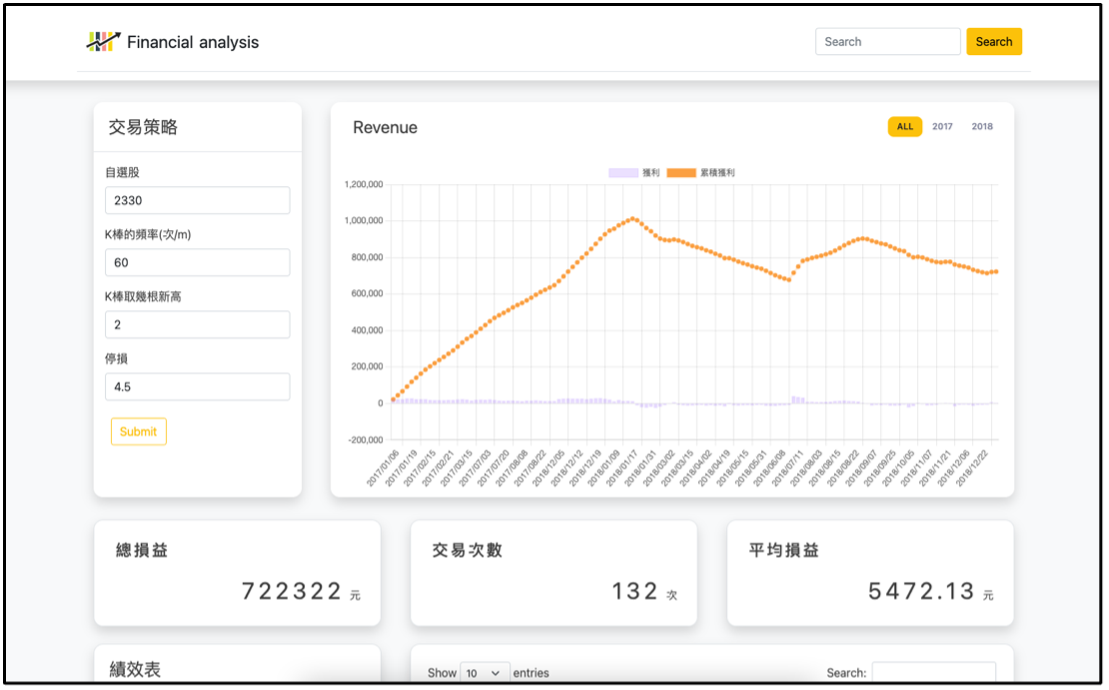 Financial analysis
Search
Search
交易策略
自選股
2330
K棒的頻率(次/m)
60
K棒取幾根新高
2
停損
4.5
Submit
Revenue
ALL 2017 2018
獲利 累積獲利
1,200,000
1,000,000
800,000
600,000
400,000
200,000
0
-200,000
2017/01/06
2017/01/19
2017/02/15
2017/02/21
2017/03/15
2017/07/03
2017/07/20
2017/08/08
2017/08/22
2018/12/05
2018/12/12
2018/12/19
2018/01/09
2018/01/17
2018/01/31
2018/03/02
2018/03/15
2018/04/02
2018/04/19
2018/05/15
2018/05/31
2018/06/08
2018/07/11
2018/08/03
2018/08/15
2018/08/22
2018/09/07
2018/09/25
2018/10/05
2018/11/07
2018/11/21
2018/12/06
2018/12/22
總損益
722322 元
交易次數
132 次
平均損益
5472.13 元
績效表
Show 10 entries
Search: